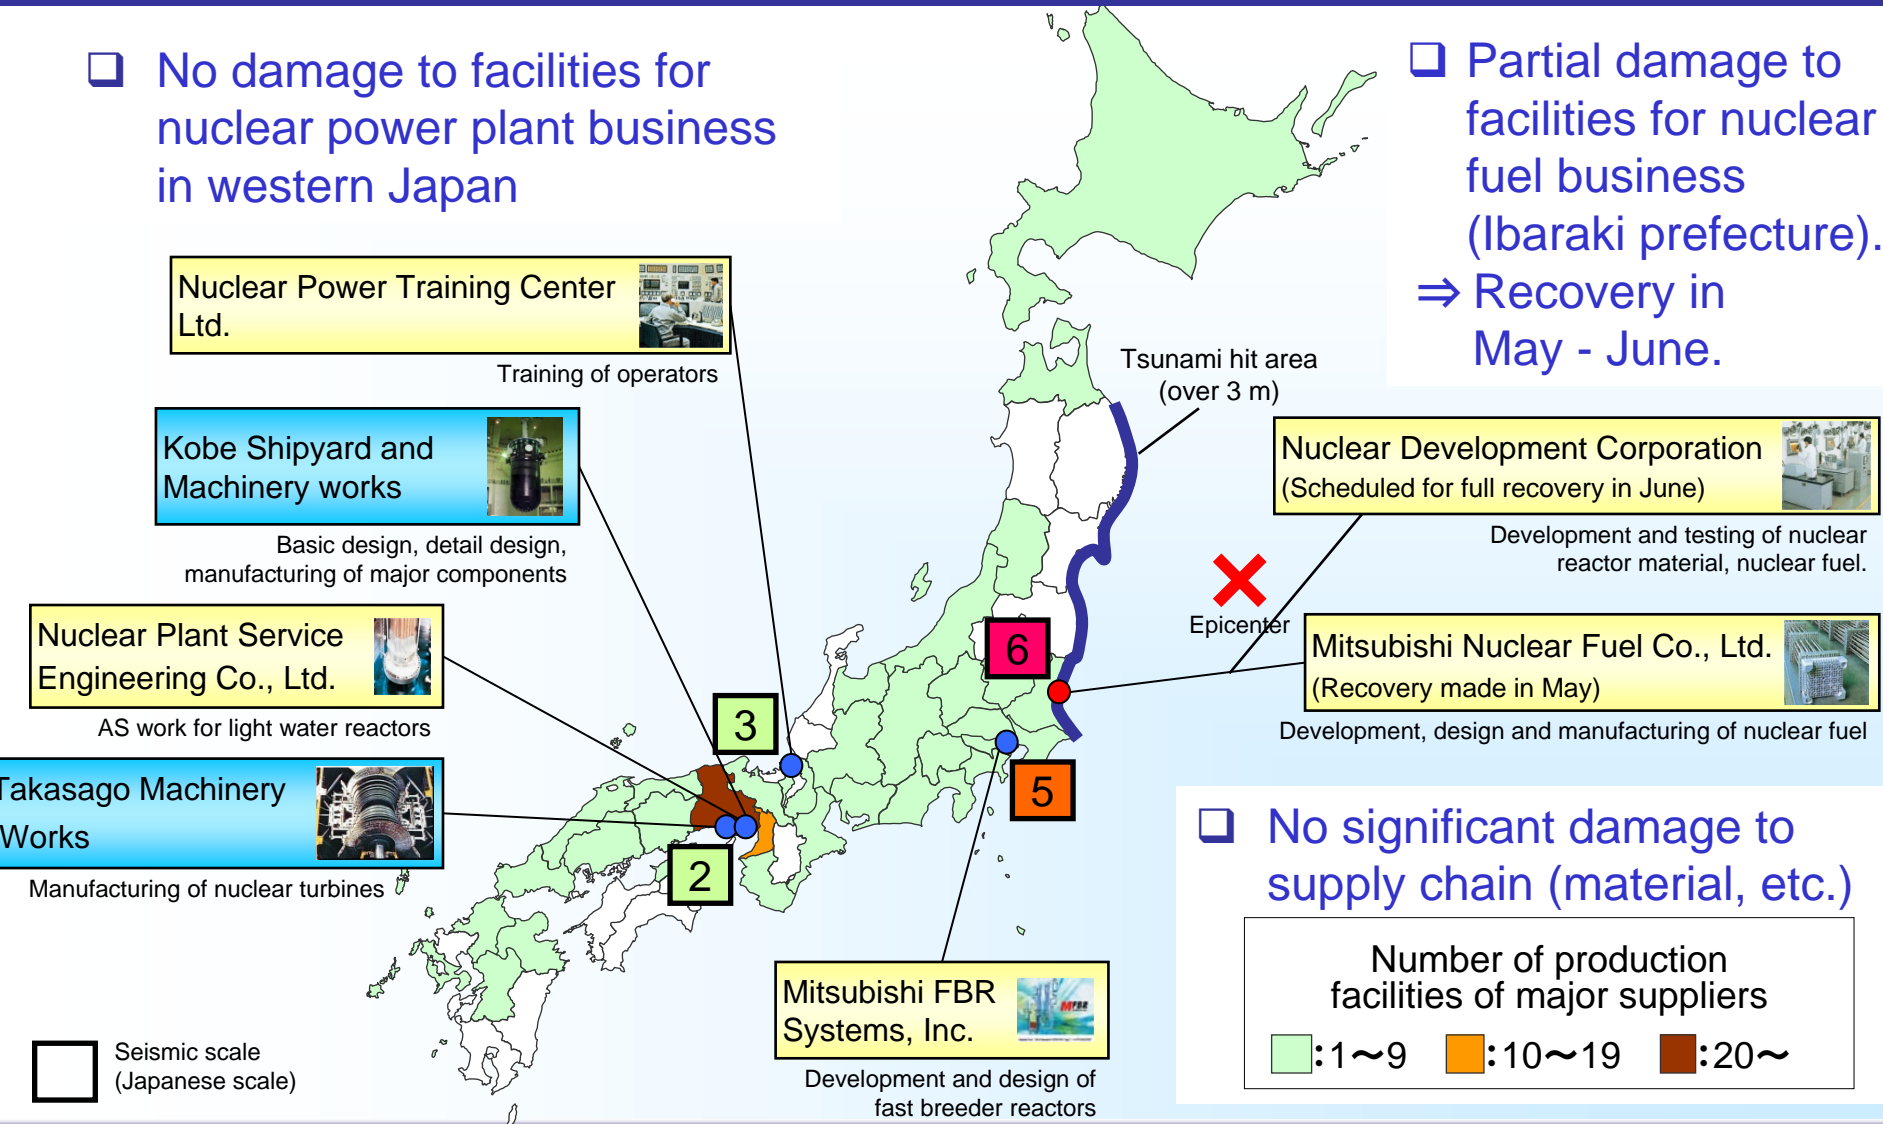 ❑ No damage to facilities for
nuclear power plant business
in western Japan
❑ Partial damage to
facilities for nuclear
fuel business
(Ibaraki prefecture).
⇒ Recovery in
May - June.
Nuclear Power Training Center
Ltd.
Training of operators
Kobe Shipyard and
Machinery works
Basic design, detail design,
manufacturing of major components
Nuclear Plant Service
Engineering Co., Ltd.
AS work for light water reactors
Takasago Machinery
Works
Manufacturing of nuclear turbines
Tsunami hit area
(over 3 m)
Nuclear Development Corporation
(Scheduled for full recovery in June)
Development and testing of nuclear
reactor material, nuclear fuel.
Epicenter
Mitsubishi Nuclear Fuel Co., Ltd.
(Recovery made in May)
Development, design and manufacturing of nuclear fuel
6
3
5
2
Mitsubishi FBR
Systems, Inc.
MFBR
Development and design of
fast breeder reactors
❑ No significant damage to
supply chain (material, etc.)
Number of production
facilities of major suppliers
:1～9 :10～19 :20～
Seismic scale
(Japanese scale)